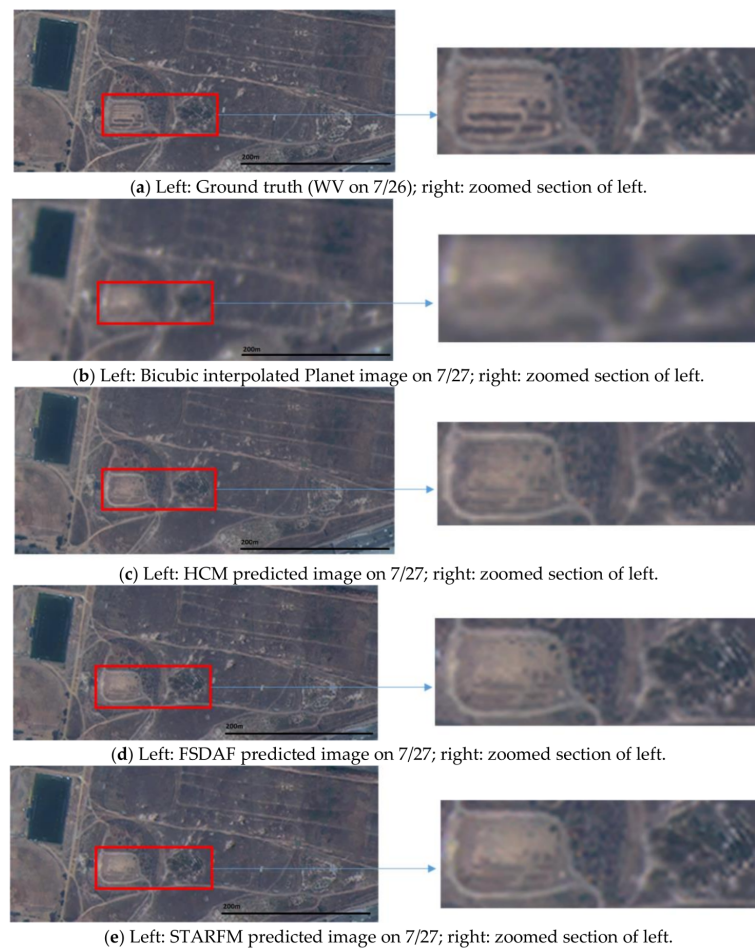 200m
(a) Left: Ground truth (WV on 7/26); right: zoomed section of left.
200m
(b) Left: Bicubic interpolated Planet image on 7/27; right: zoomed section of left.
200m
(c) Left: HCM predicted image on 7/27; right: zoomed section of left.
200m
(d) Left: FSDAF predicted image on 7/27; right: zoomed section of left.
200m
(e) Left: STARFM predicted image on 7/27; right: zoomed section of left.